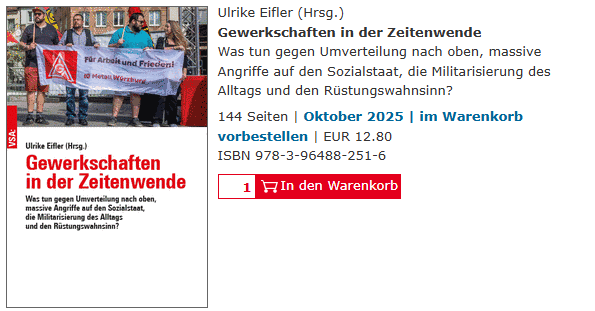 Für Arbeit und Frieden!
IG Metall Würzburg
VSA:
Ulrike Eifler (Hrsg.)
Gewerkschaften
in der Zeitenwende
Was tun gegen Umverteilung nach oben,
massive Angriffe auf den Sozialstaat,
die Militarisierung des Alltags
und den Rüstungswahnsinn?
Ulrike Eifler (Hrsg.)
Gewerkschaften in der Zeitenwende
Was tun gegen Umverteilung nach oben, massive
Angriffe auf den Sozialstaat, die Militarisierung des
Alltags und den Rüstungswahnsinn?
144 Seiten | Oktober 2025 | im Warenkorb
vorbestellen | EUR 12.80
ISBN 978-3-96488-251-6
1 In den Warenkorb